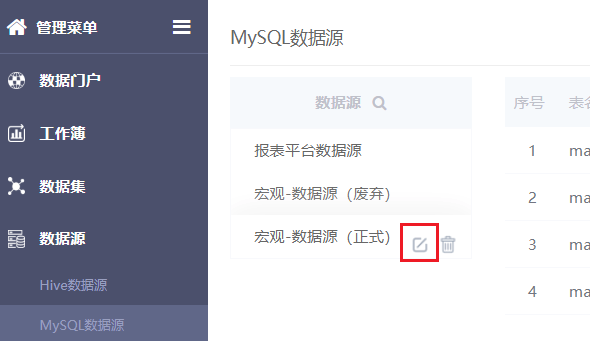 管理菜单
数据门户
工作簿
数据集
数据源
Hive数据源
MySQL数据源
MySQL数据源
数据源
报表平台数据源
宏观-数据源（废弃）
宏观-数据源（正式）
序号 表名
1 ma
2 ma
3 ma
4 ma